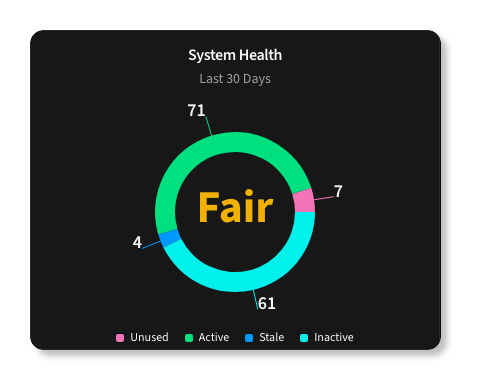 System Health
Last 30 Days
71
7
Fair
4
61
Unused Active Stale Inactive